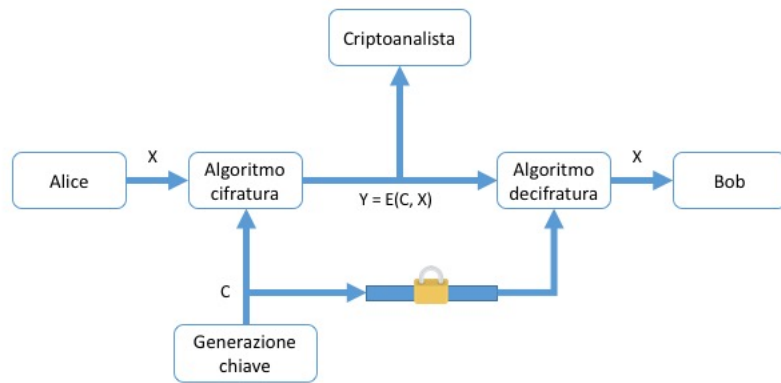 Criptoanalista
X
X
Alice
Algoritmo
cifratura
Algoritmo
decifratura
Bob
Y = E(C, X)
C
Generazione
chiave